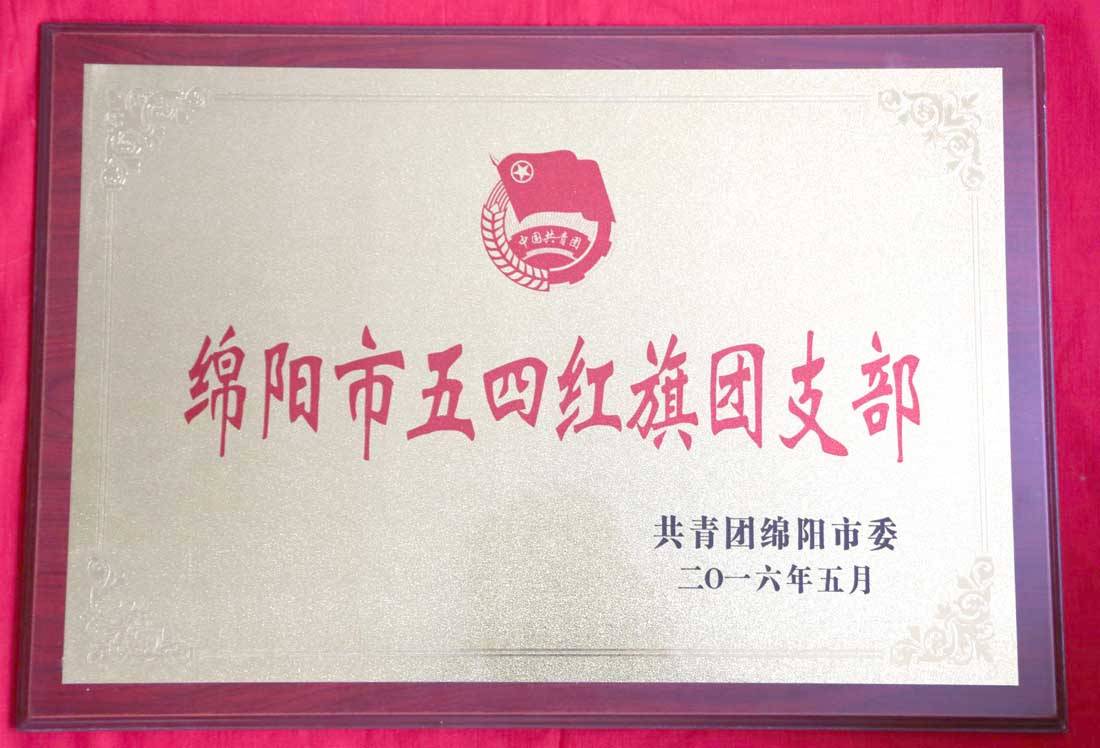 中国共青团
绵阳市五四红旗团支部
共青团绵阳市委
二〇一六年五月